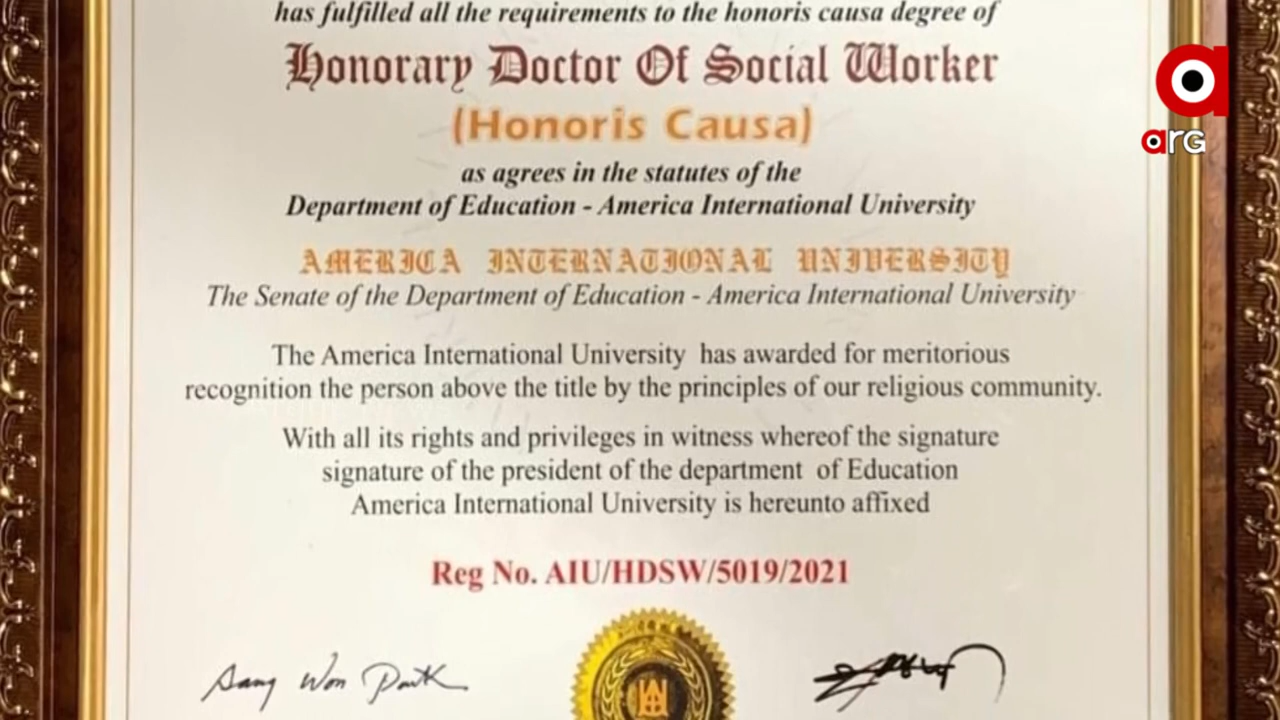 has fulfilled all the requirements to the honoris causa degree of
Honorary Doctor Of Social Worker
(Honoris Causa)
as agrees in the statutes of the
Department of Education - America International University
AMERICA INTERNATIONAL UNIVERSITY
The Senate of the Department of Education - America International University
The America International University has awarded for meritorious
recognition the person above the title by the principles of our religious community.
With all its rights and privileges in witness whereof the signature
signature of the president of the department of Education
America International University is hereunto affixed
Reg No. AIU/HDSW/5019/2021
Sang Won Park
a
arG